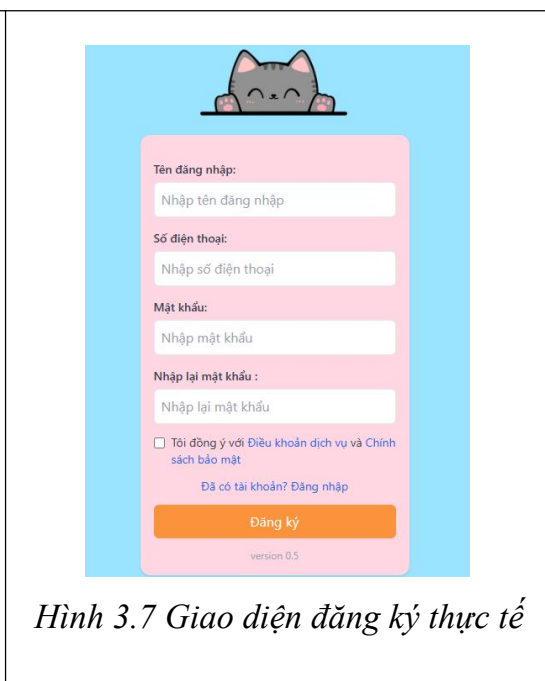 Tên đăng nhập:
Nhập tên đăng nhập
Số điện thoại:
Nhập số điện thoại
Mật khẩu:
Nhập mật khẩu
Nhập lại mật khẩu :
Nhập lại mật khẩu
Tôi đồng ý với Điều khoản dịch vụ và Chính
sách bảo mật
Đã có tài khoản? Đăng nhập
Đăng ký
version 0.5
Hình 3.7 Giao diện đăng ký thực tế